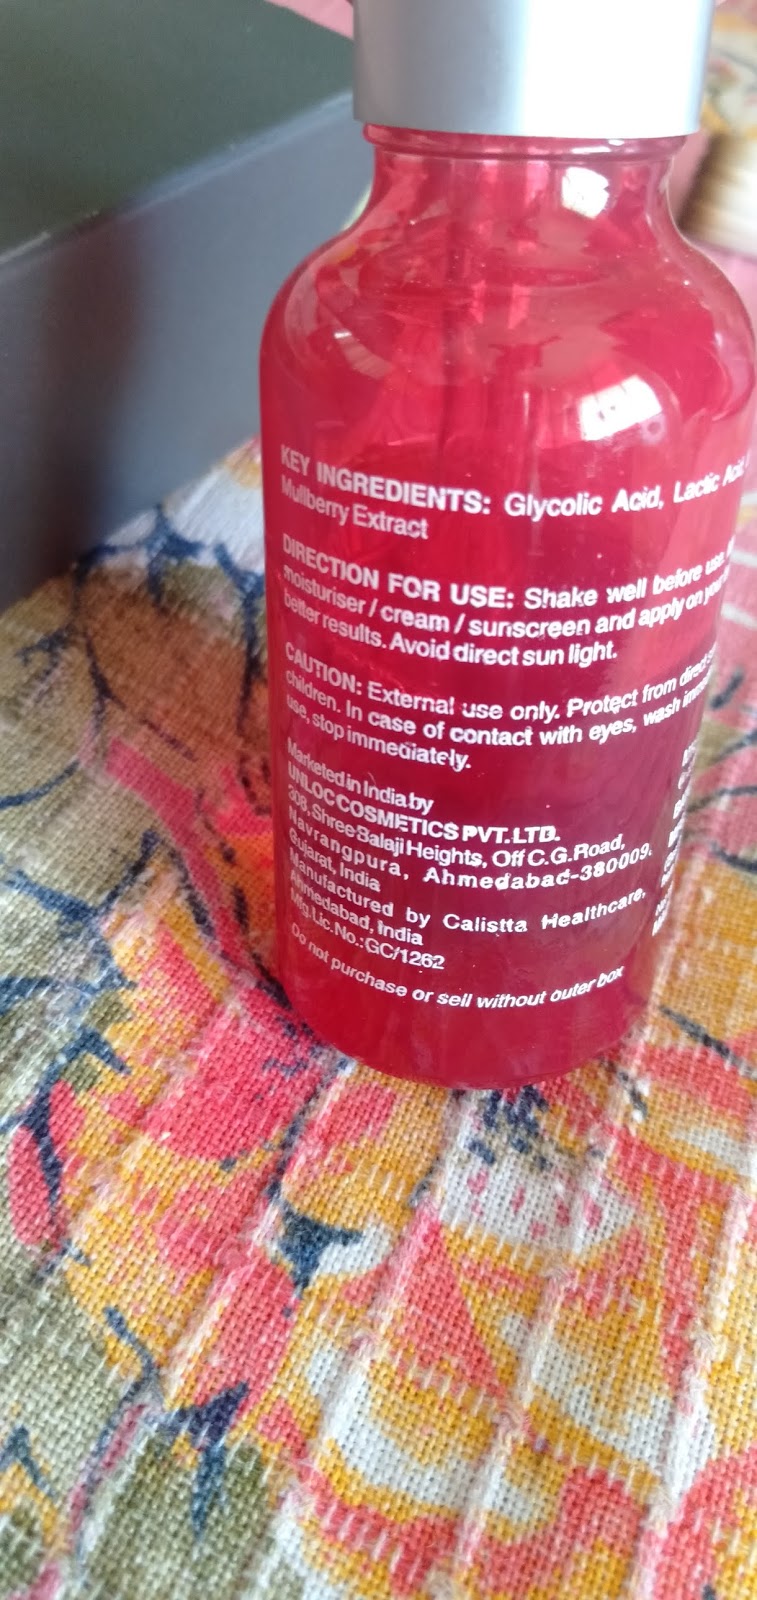 KEY INGREDIENTS: Glycolic Acid, Lactic Acid
Mullberry Extract
DIRECTION FOR USE: Shake well before use.
moisturiser / cream / sunscreen and apply on your
better results. Avoid direct sun light.
CAUTION: External use only. Protect from direct
children. In case of contact with eyes, wash
use, stop immediately.
Marketed in India by
UNLOC COSMETICS PVT. LTD.
308, Shree Balaji Heights, Off C.G. Road,
Navrangpura, Ahmedabad-380009.
Gujarat, India
Manufactured by Calistta Healthcare,
Ahmedabad, India
Mfg. Lic. No.: GC/1262
Do not purchase or sell without outer box